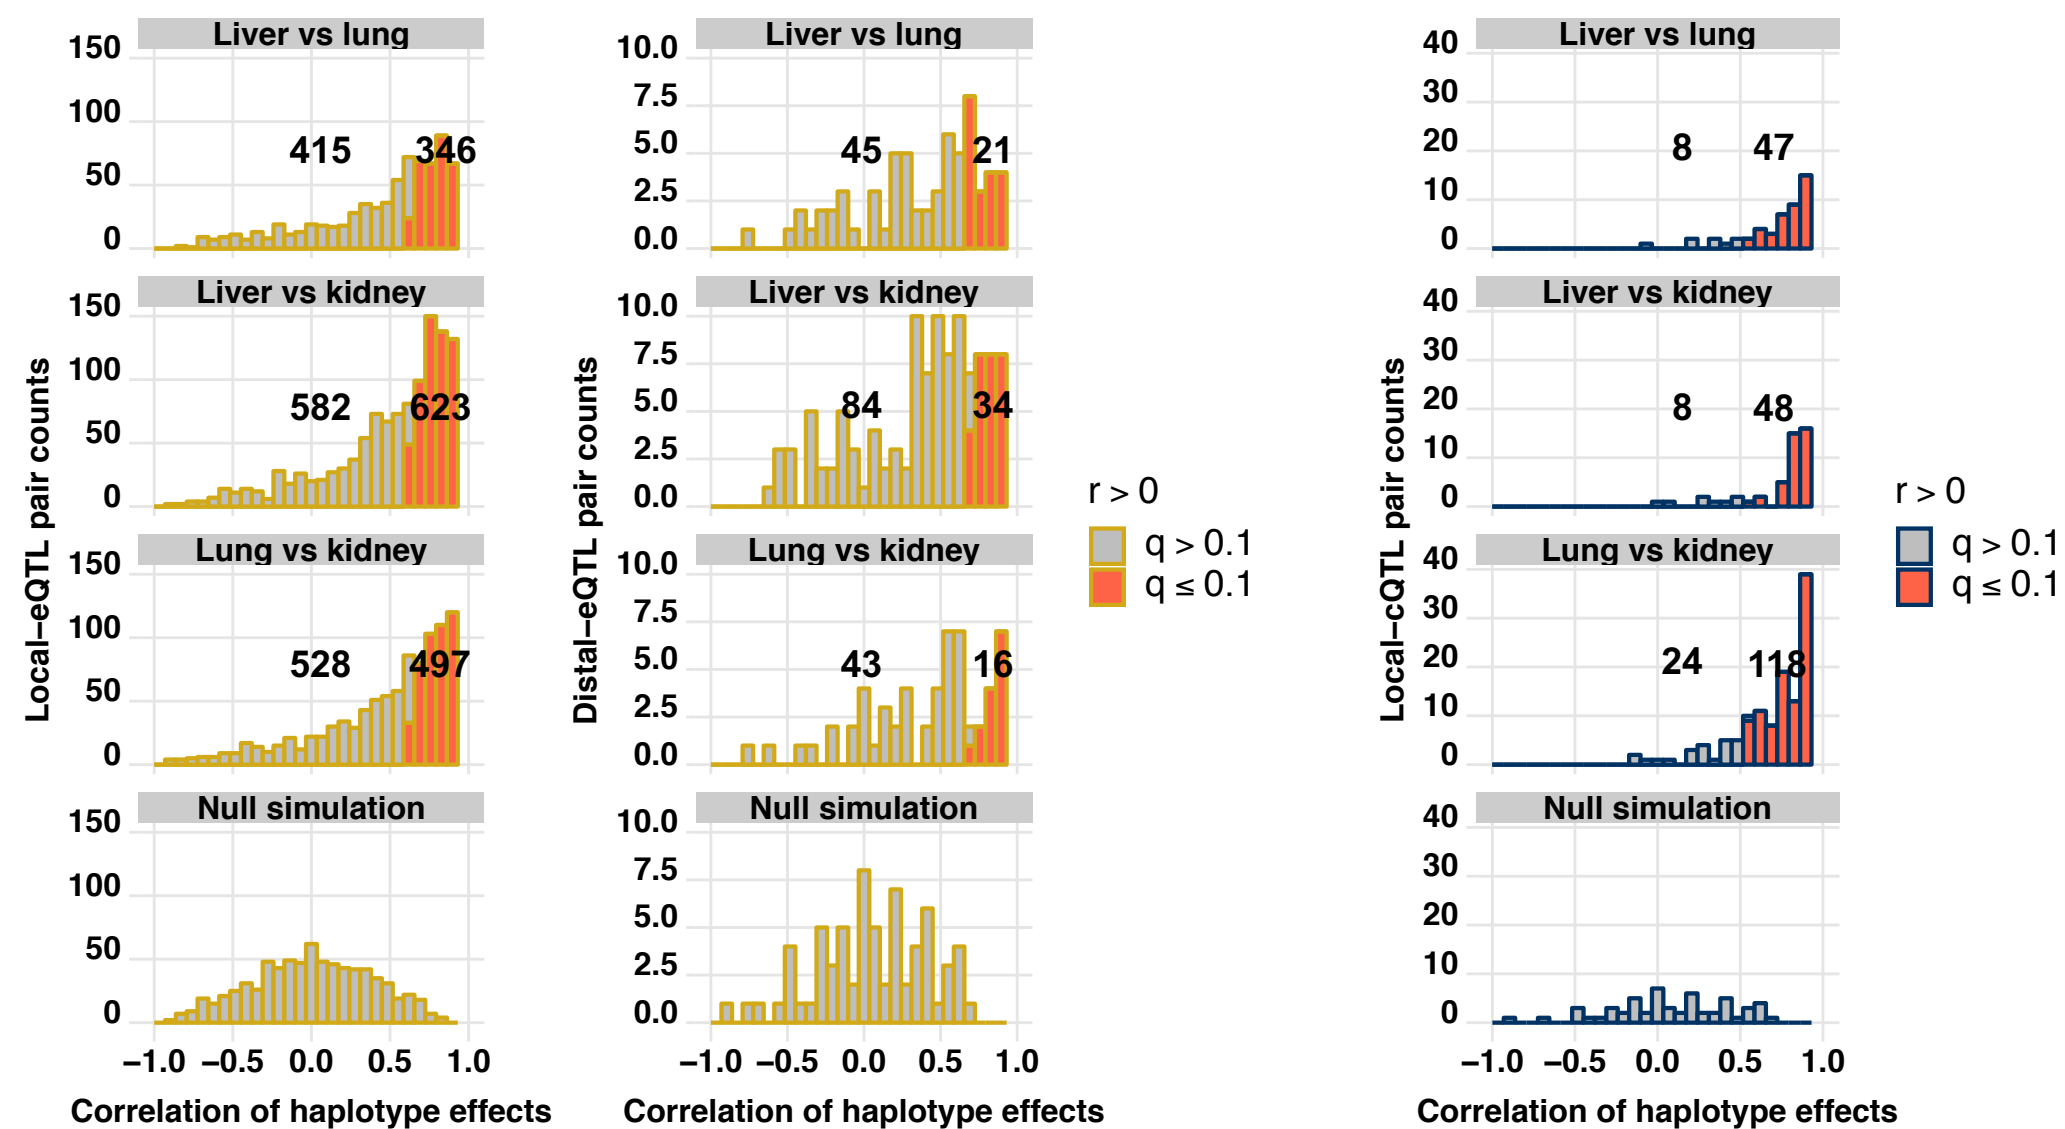 Local−eQTL pair counts
Liver vs lung
150
100
50
0
415
346
Liver vs kidney
150
100
50
0
582
623
Lung vs kidney
150
100
50
0
528
497
Null simulation
150
100
50
0
−1.0 −0.5 0.0 0.5 1.0
Correlation of haplotype effects
Distal−eQTL pair counts
Liver vs lung
10.0
7.5
5.0
2.5
0.0
45
21
Liver vs kidney
10.0
7.5
5.0
2.5
0.0
84
34
Lung vs kidney
10.0
7.5
5.0
2.5
0.0
43
16
Null simulation
10.0
7.5
5.0
2.5
0.0
−1.0 −0.5 0.0 0.5 1.0
Correlation of haplotype effects
r > 0
q > 0.1
q ≤ 0.1
Local−cQTL pair counts
Liver vs lung
40
30
20
10
0
8
47
Liver vs kidney
40
30
20
10
0
8
48
Lung vs kidney
40
30
20
10
0
24
118
Null simulation
40
30
20
10
0
−1.0 −0.5 0.0 0.5 1.0
Correlation of haplotype effects
r > 0
q > 0.1
q ≤ 0.1